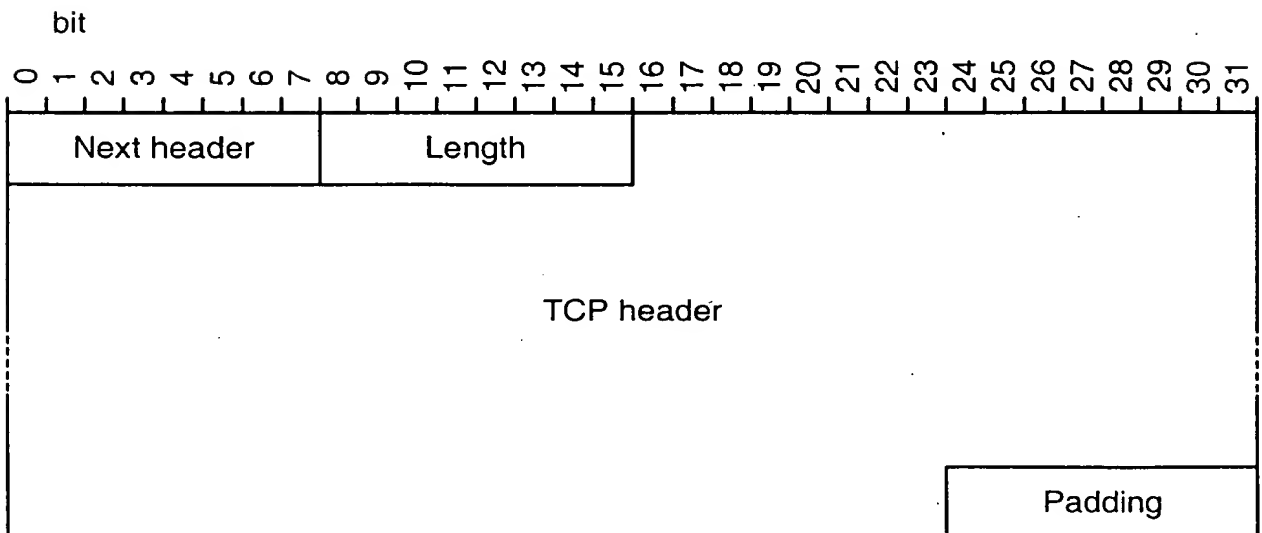 bit
0 1 2 3 4 5 6 7 8 9 10 11 12 13 14 15 16 17 18 19 20 21 22 23 24 25 26 27 28 29 30 31
Next header Length
TCP header
Padding